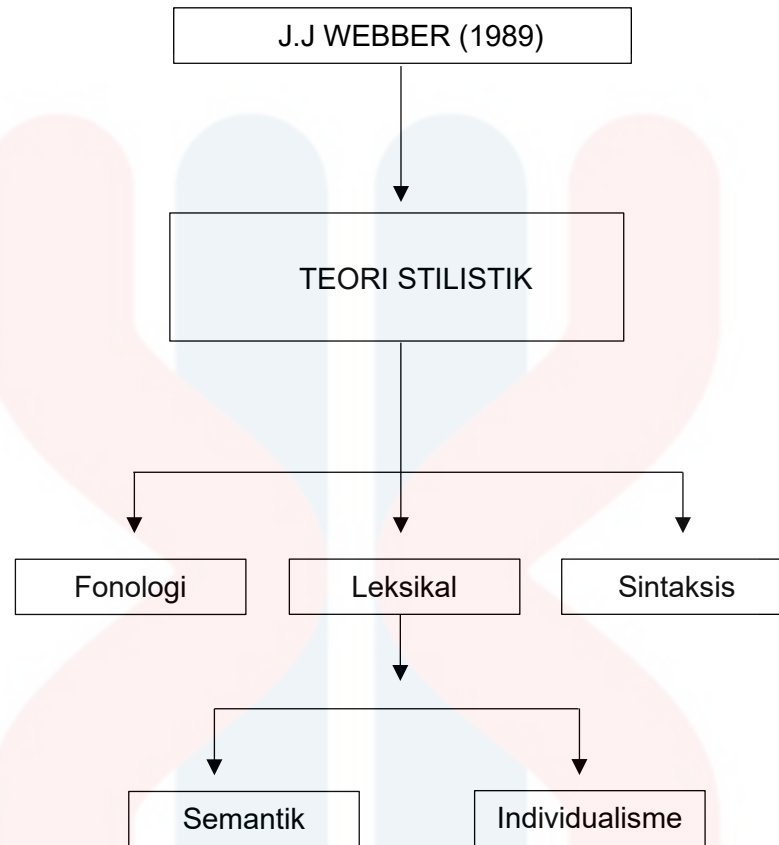 J.J WEBBER (1989)
TEORI STILISTIK
Fonologi
Leksikal
Sintaksis
Semantik
Individualisme